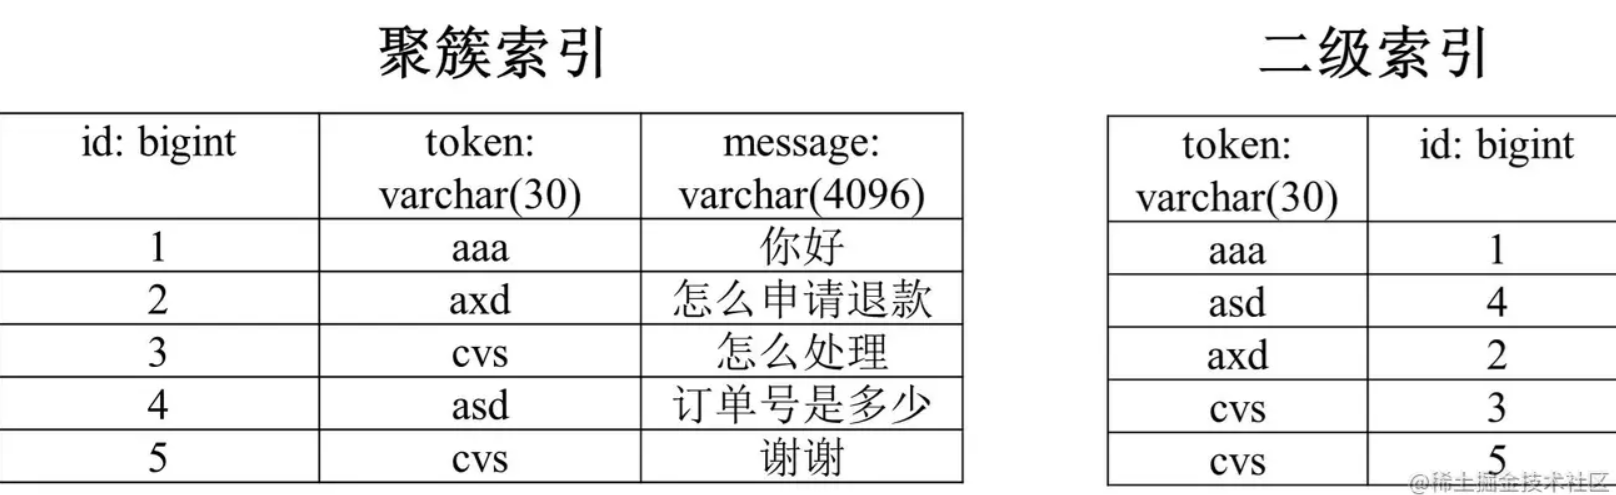 聚簇索引
id: bigint token: message:
varchar(30) varchar(4096)
1 aaa 你好
2 axd 怎么申请退款
3 cvs 怎么处理
4 asd 订单号是多少
5 cvs 谢谢
二级索引
token: id: bigint
varchar(30)
aaa 1
asd 4
axd 2
cvs 3
cvs 5
@稀土掘金技术社区